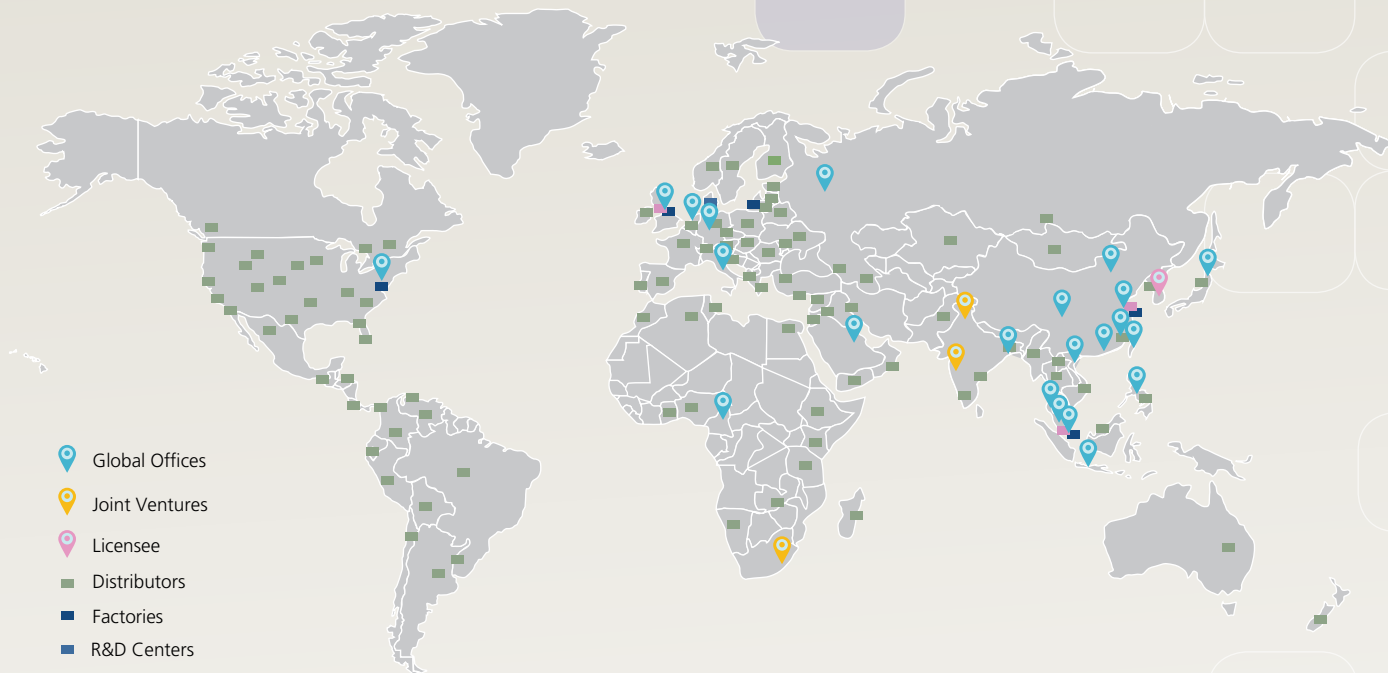 Global Offices
Joint Ventures
Licensee
Distributors
Factories
R&D Centers